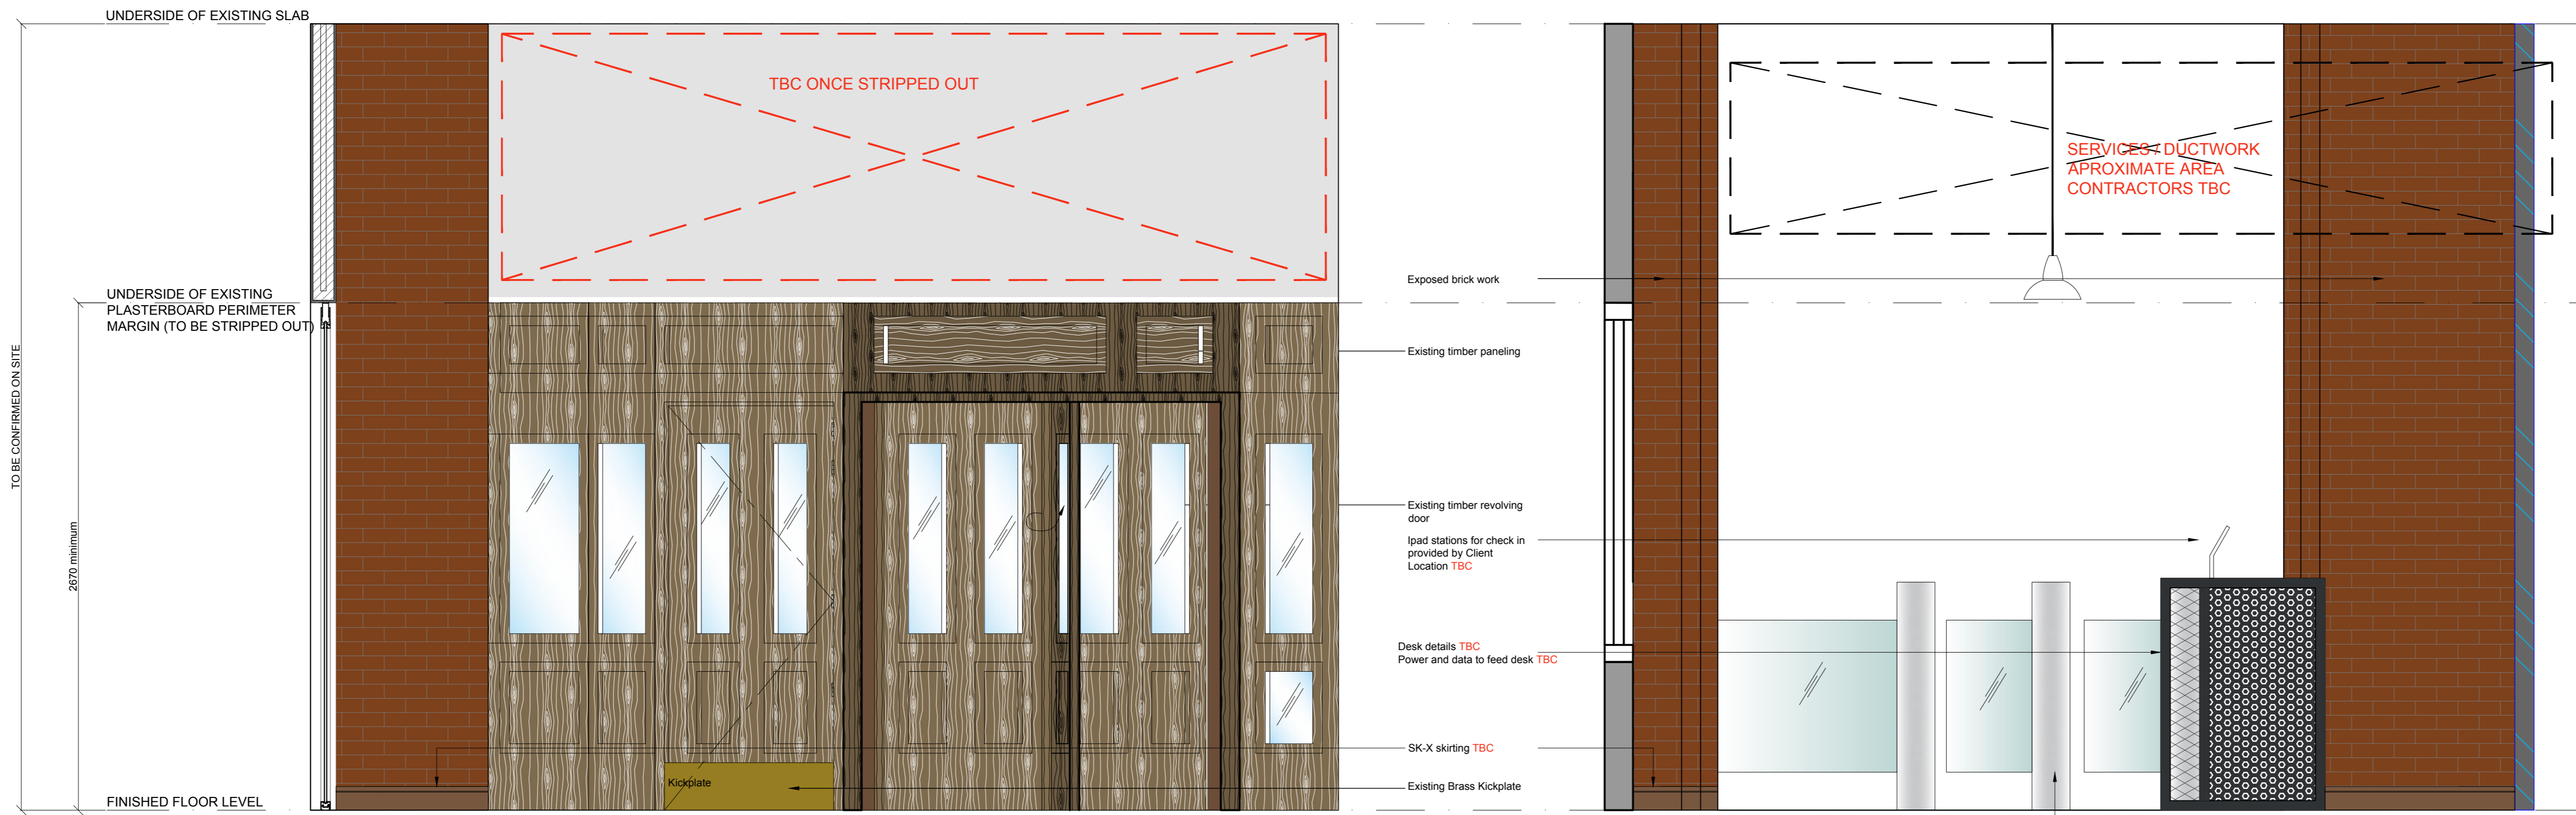 UNDERSIDE OF EXISTING SLAB
TBC ONCE STRIPPED OUT
SERVICES / DUCTWORK
APROXIMATE AREA
CONTRACTORS TBC
Exposed brick work
UNDERSIDE OF EXISTING
PLASTERBOARD PERIMETER
MARGIN (TO BE STRIPPED OUT)
TO BE CONFIRMED ON SITE
Existing timber paneling
Existing timber revolving
door
Ipad stations for check in
provided by Client
Location TBC
2670 minimum
Desk details TBC
Power and data to feed desk TBC
SK-X skirting TBC
Kickplate
Existing Brass Kickplate
FINISHED FLOOR LEVEL